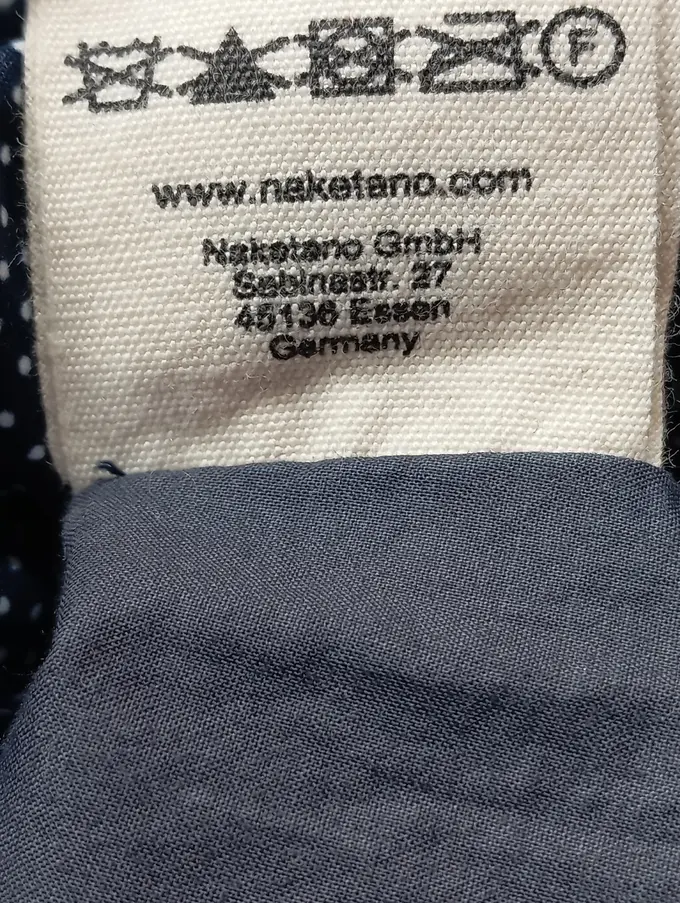 F
www.naketano.com
Naketano GmbH
Sabinastr. 27
45136 Essen
Germany